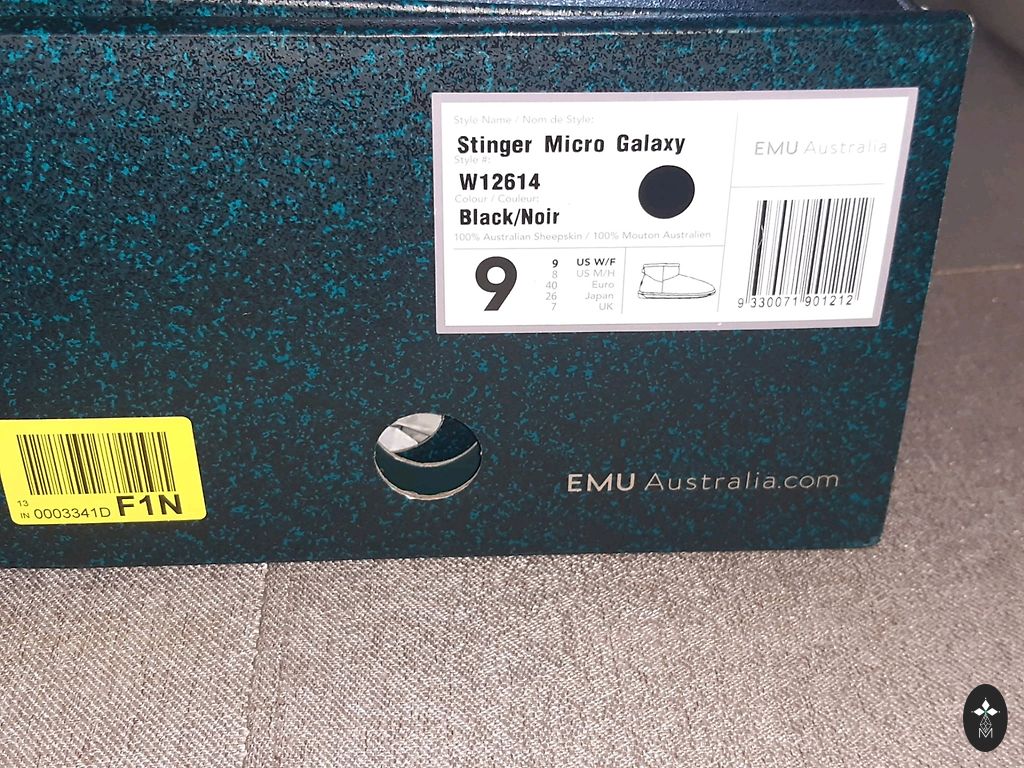 Style Name / Nom de Style:
Stinger Micro Galaxy
Style #:
W12614
Colour / Couleur:
Black/Noir
100% Australian Sheepskin / 100% Mouton Australien
9
9 US W/F
8 US M/H
40 Euro
26 Japan
7 UK
EMU Australia
9 330071 901212
13
IN 0003341D F1N
EMU Australia.com
M